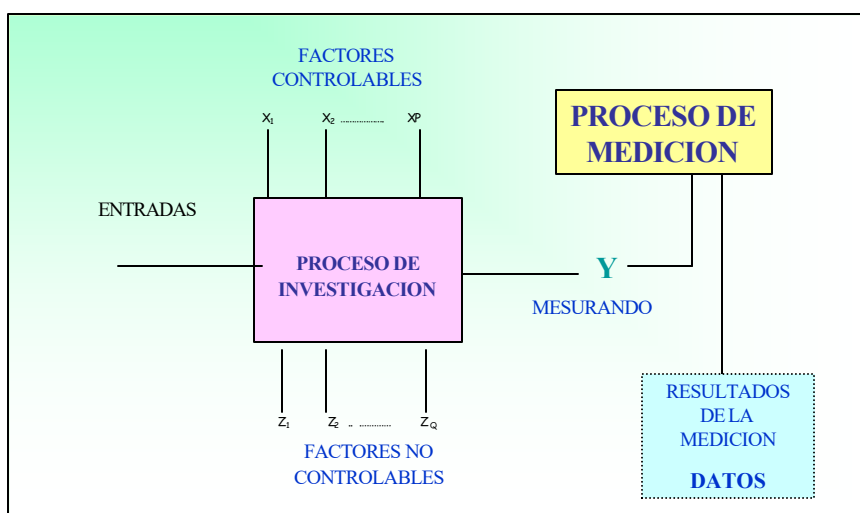 FACTORES
CONTROLABLES
X₁ X₂ ................... XP
PROCESO DE
MEDICION
ENTRADAS
PROCESO DE
INVESTIGACION
Y
MESURANDO
Z₁ Z₂ .. .............. Z Q
FACTORES NO
CONTROLABLES
RESULTADOS
DE LA
MEDICION
DATOS